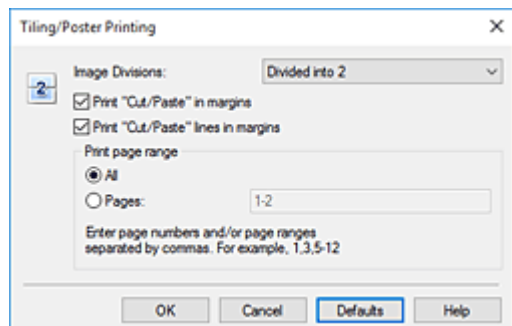 Tiling/Poster Printing
Image Divisions: Divided into 2
2
Print "Cut/Paste" in margins
Print "Cut/Paste" lines in margins
Print page range
All
Pages: 1-2
Enter page numbers and/or page ranges
separated by commas. For example, 1,3,5-12
OK Cancel Defaults Help